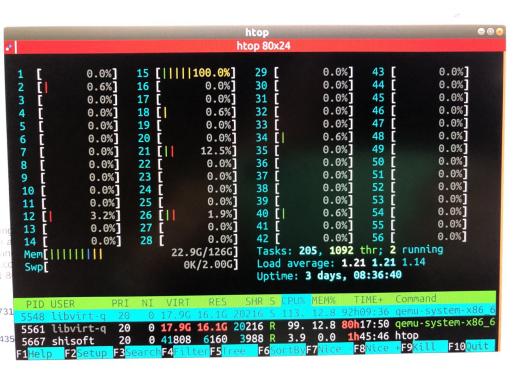 htop
htop 80x24
1 [ 0.0%] 15 [|||||100.0%] 29 [ 0.0%] 43 [ 0.0%]
2 [| 0.6%] 16 [ 0.0%] 30 [ 0.0%] 44 [ 0.0%]
3 [ 0.0%] 17 [ 0.0%] 31 [ 0.0%] 45 [ 0.0%]
4 [ 0.0%] 18 [| 0.6%] 32 [ 0.0%] 46 [ 0.0%]
5 [ 0.0%] 19 [ 0.0%] 33 [ 0.0%] 47 [ 0.0%]
6 [ 0.0%] 20 [ 0.0%] 34 [| 0.6%] 48 [ 0.0%]
7 [ 0.0%] 21 [|| 12.5%] 35 [ 0.0%] 49 [ 0.0%]
8 [ 0.0%] 22 [ 0.0%] 36 [ 0.0%] 50 [ 0.0%]
9 [ 0.0%] 23 [ 0.0%] 37 [ 0.0%] 51 [ 0.0%]
10 [ 0.0%] 24 [ 0.0%] 38 [ 0.0%] 52 [ 0.0%]
11 [ 0.0%] 25 [ 0.0%] 39 [ 0.0%] 53 [ 0.0%]
12 [| 3.2%] 26 [|| 1.9%] 40 [| 0.6%] 54 [ 0.0%]
13 [ 0.0%] 27 [ 0.0%] 41 [ 0.0%] 55 [ 0.0%]
14 [ 0.0%] 28 [ 0.0%] 42 [ 0.0%] 56 [ 0.0%]
Mem[||||||||| 22.9G/126G] Tasks: 205, 1092 thr; 2 running
Swp[ 0K/2.00G] Load average: 1.21 1.21 1.14
Uptime: 3 days, 08:36:40
PID USER PRI NI VIRT RES SHR S CPU% MEM% TIME+ Command
5548 libvirt-q 20 0 17.9G 16.1G 20216 S 113. 12.8 92h09:36 qemu-system-x86_6
5561 libvirt-q 20 0 17.9G 16.1G 20216 R 99. 12.8 80h17:50 qemu-system-x86_6
5667 shisoft 20 0 41808 6160 3988 R 3.9 0.0 1h45:46 htop
F1Help F2Setup F3SearchF4FilterF5Tree F6SortByF7Nice -F8Nice +F9Kill F10Quit